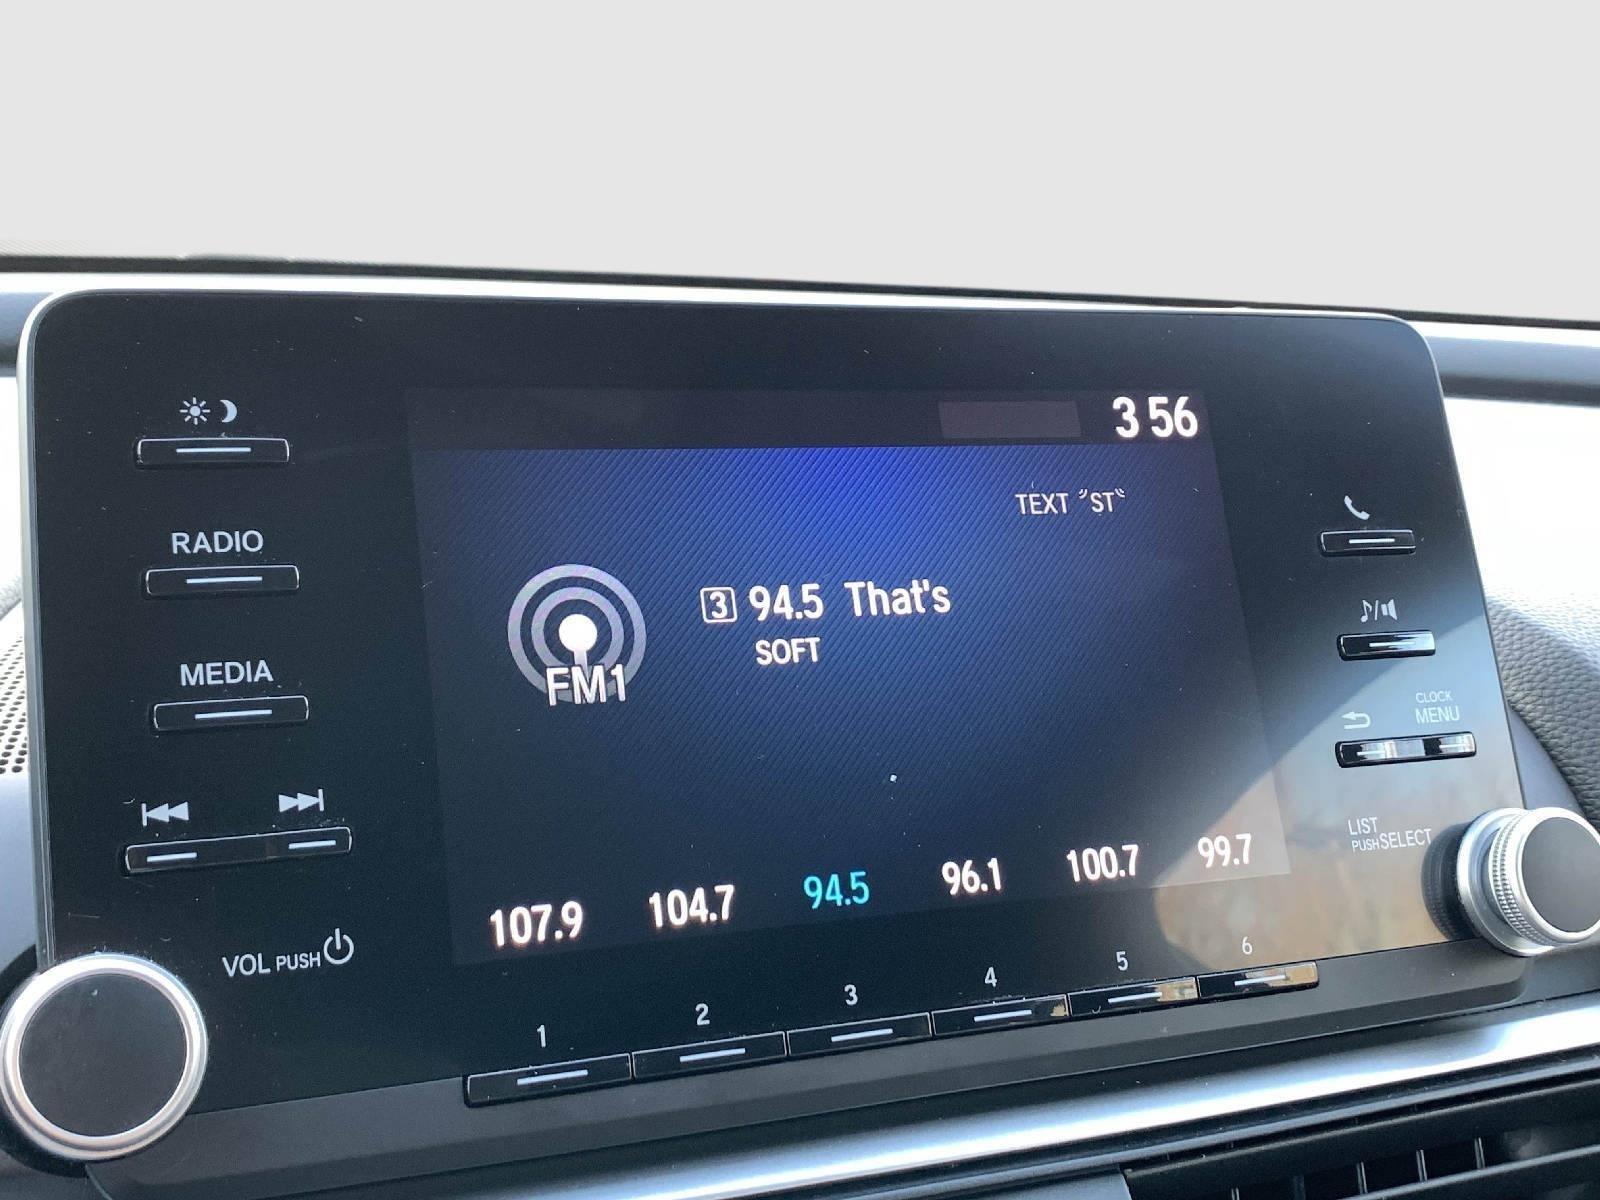 3 56
TEXT "ST"
RADIO
3 94.5 That's
SOFT
FM1
MEDIA
CLOCK
MENU
LIST
PUSH SELECT
107.9 104.7 94.5 96.1 100.7 99.7
VOL PUSH
1 2 3 4 5 6